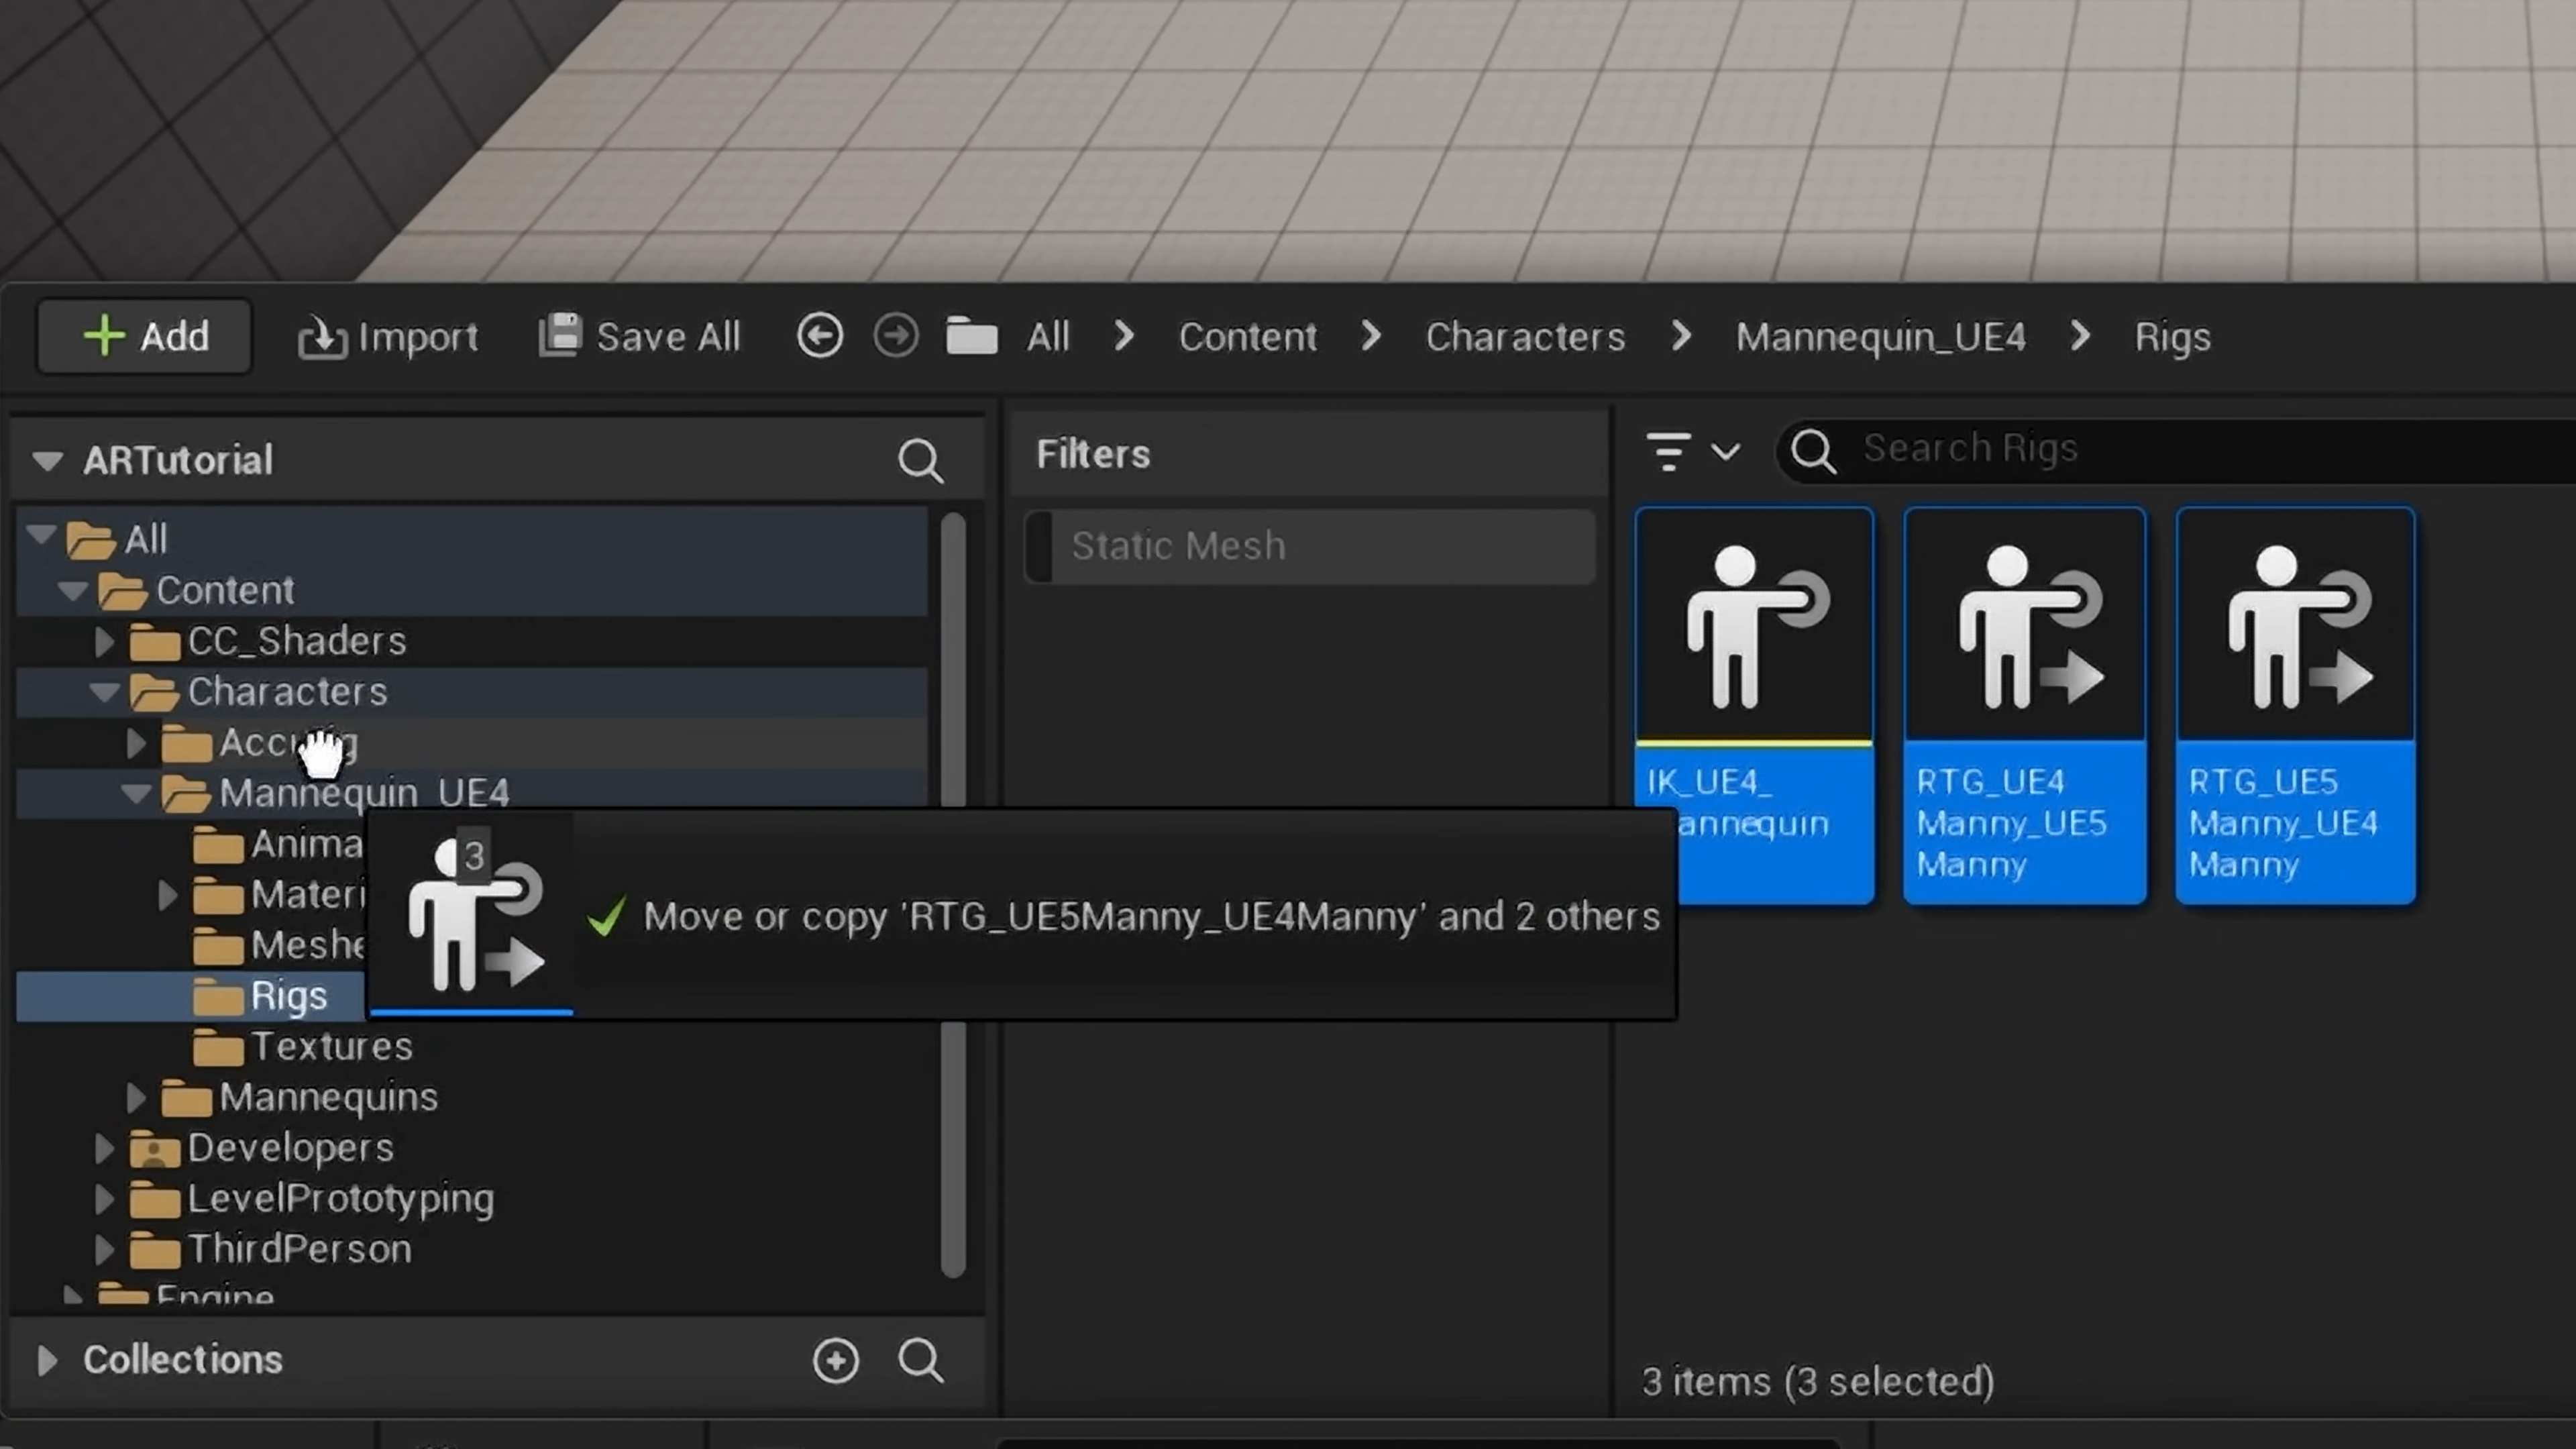 Add
Import
Save All
All
Content
Characters
Mannequin_UE4
Rigs
ARTutorial
Filters
Search Rigs
All
Content
CC_Shaders
Characters
Mannequin_UE4
Rigs
Textures
Mannequins
Developers
LevelPrototyping
ThirdPerson
Engine
Static Mesh
IK_UE4_
RTG_UE4
Manny_UE5
Manny
RTG_UE5
Manny_UE4
Manny
3
Move or copy 'RTG_UE5Manny_UE4Manny' and 2 others
Collections
3 items (3 selected)